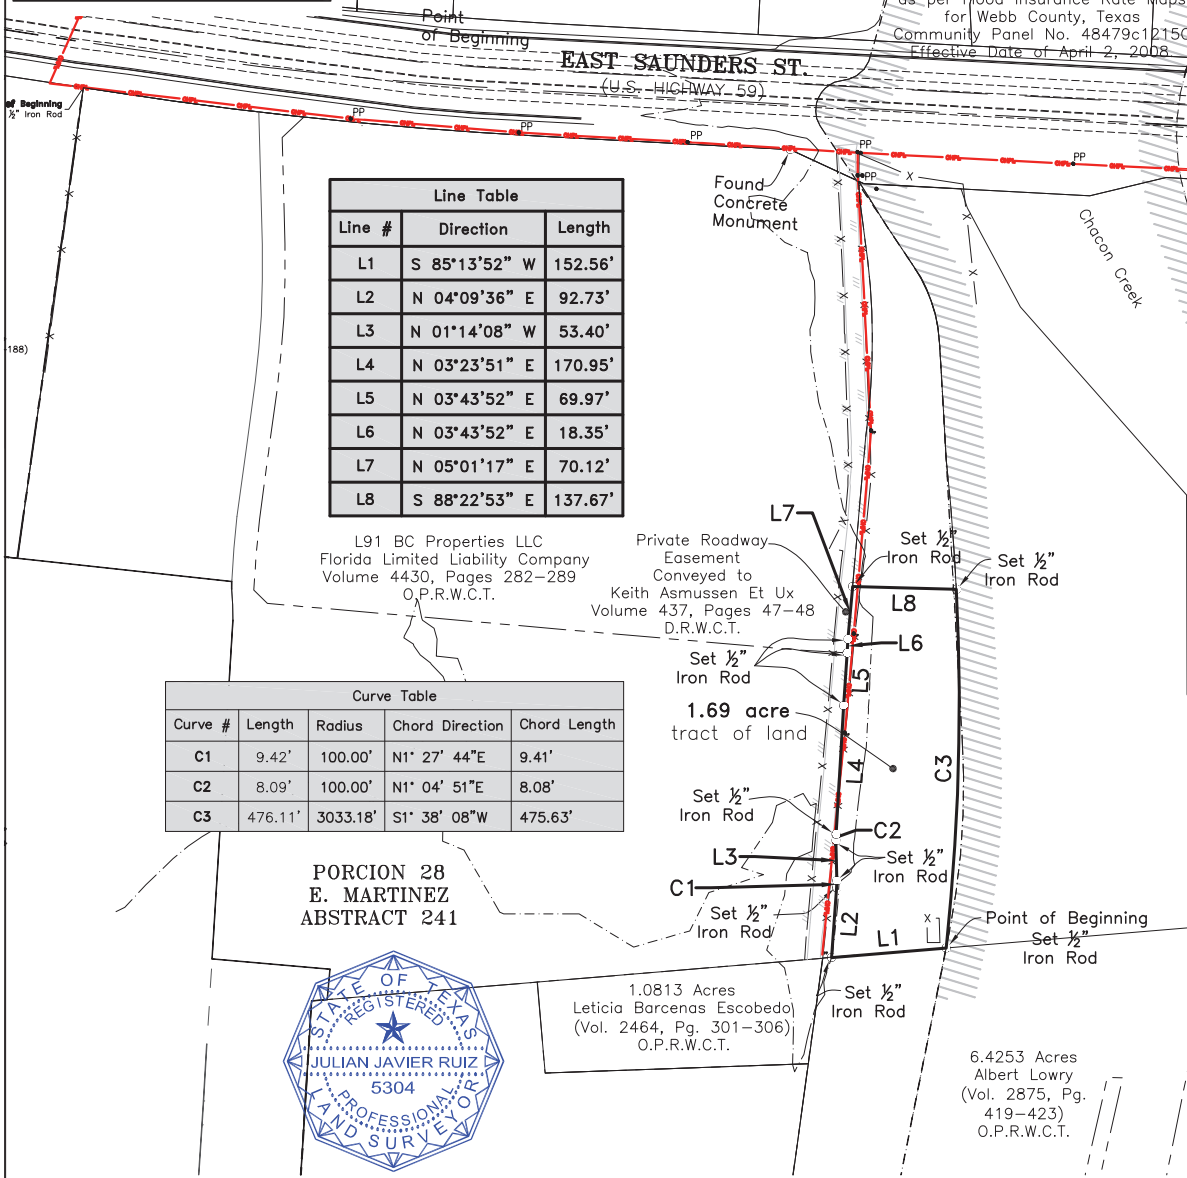 as per Flood Insurance Rate Maps
for Webb County, Texas
Community Panel No. 48479c1215C
Effective Date of April 2, 2008
Point
of Beginning
EAST SAUNDERS ST.
(U.S. HIGHWAY 59)
of Beginning
½" Iron Rod
PP
PP
PP
PP
PP
PP
Found
Concrete
Monument
Chacon Creek
-188)
Line Table
Line # Direction Length
L1 S 85°13'52" W 152.56'
L2 N 04°09'36" E 92.73'
L3 N 01°14'08" W 53.40'
L4 N 03°23'51" E 170.95'
L5 N 03°43'52" E 69.97'
L6 N 03°43'52" E 18.35'
L7 N 05°01'17" E 70.12'
L8 S 88°22'53" E 137.67'
L91 BC Properties LLC
Florida Limited Liability Company
Volume 4430, Pages 282-289
O.P.R.W.C.T.
Private Roadway
Easement
Conveyed to
Keith Asmussen Et Ux
Volume 437, Pages 47-48
D.R.W.C.T.
L7
Set ½"
Iron Rod
Set ½"
Iron Rod
L8
L6
Set ½"
Iron Rod
L5
1.69 acre
tract of land
L4
C3
Curve Table
Curve # Length Radius Chord Direction Chord Length
C1 9.42' 100.00' N1° 27' 44"E 9.41'
C2 8.09' 100.00' N1° 04' 51"E 8.08'
C3 476.11' 3033.18' S1° 38' 08"W 475.63'
Set ½"
Iron Rod
C2
L3
Set ½"
Iron Rod
C1
PORCION 28
E. MARTINEZ
ABSTRACT 241
Set ½"
Iron Rod
L2
L1
Point of Beginning
Set ½"
Iron Rod
Set ½"
Iron Rod
1.0813 Acres
Leticia Barcenas Escobedo
(Vol. 2464, Pg. 301-306)
O.P.R.W.C.T.
6.4253 Acres
Albert Lowry
(Vol. 2875, Pg.
419-423)
O.P.R.W.C.T.
STATE OF TEXAS
REGISTERED
JULIAN JAVIER RUIZ
5304
PROFESSIONAL
LAND SURVEYOR